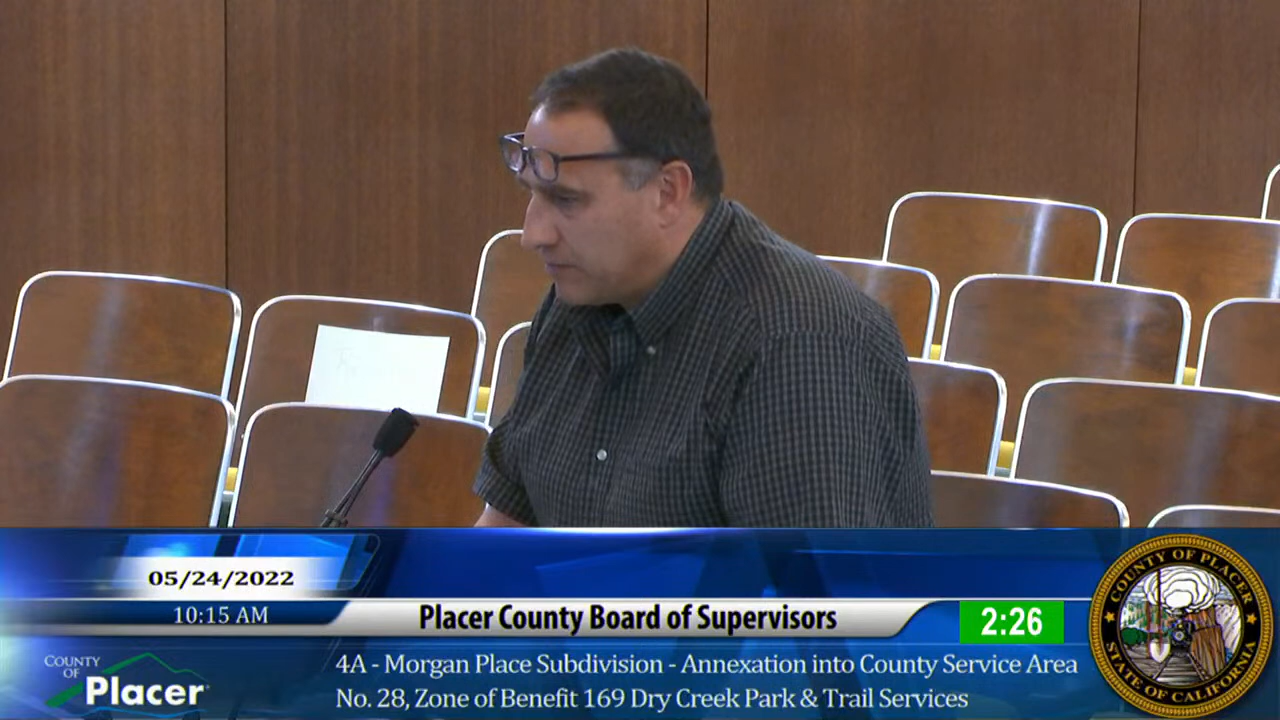 05/24/2022
10:15 AM
Placer County Board of Supervisors
2:26
4A - Morgan Place Subdivision - Annexation into County Service Area
No. 28, Zone of Benefit 169 Dry Creek Park & Trail Services
COUNTY
OF
Placer
COUNTY OF PLACER
STATE OF CALIFORNIA